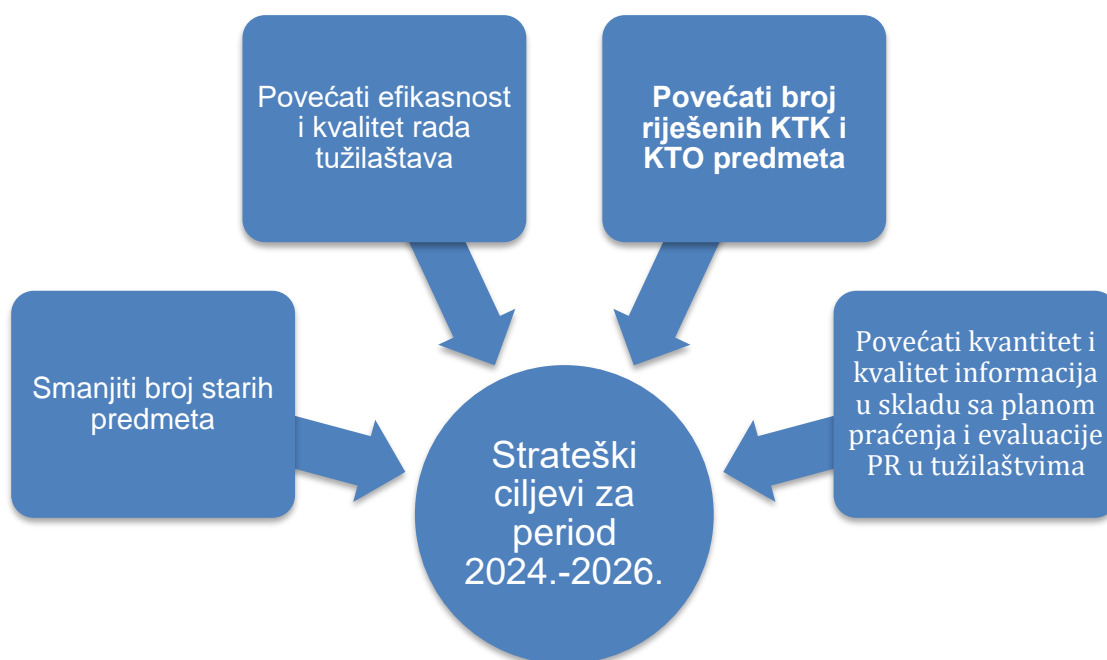 Povećati efikasnost
i kvalitet rada
tužilaštava
Povećati broj
riješenih KTK i
KTO predmeta
Smanjiti broj starih
predmeta
Povećati kvantitet i
kvalitet informacija
u skladu sa planom
praćenja i evaluacije
PR u tužilaštvima
Strateški
ciljevi za
period
2024.-2026.